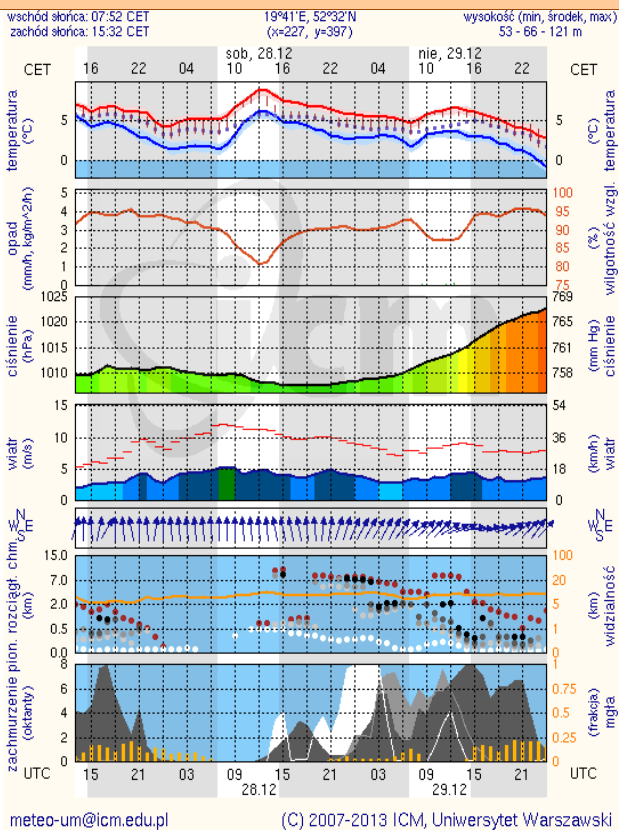 wschód słońca: 07:52 CET 19°41'E, 52°32'N wysokość (min, środek, max)
zachód słońca: 15:32 CET (x=227, y=397) 53 - 66 - 121 m
sob, 28.12 nie, 29.12
CET 16 22 04 10 16 22 04 10 16 22 CET
temperatura (°C) 5 0 5 0 temperatura (°C)
opad (mm/h, kg/m^2/h) 5 4 3 2 1 0 100 95 90 85 80 75 (%) wilgotność wzgl.
ciśnienie (hPa) 1025 1020 1015 1010 769 765 761 758 (mm Hg) ciśnienie
icm
wiatr (m/s) 15 10 5 0 54 36 18 0 (km/h) wiatr
N W E S N W E S
pion. rozciągł. chm. (km) 15.0 7.0 2.0 0.5 0.0 100 20 5 1 0 (km) widzialność
zachmurzenie (oktanty) 8 6 4 2 0 1 0.75 0.5 0.25 0 (frakcja) mgła
UTC 15 21 03 09 15 21 03 09 15 21 UTC
28.12 29.12
meteo-um@icm.edu.pl (C) 2007-2013 ICM, Uniwersytet Warszawski